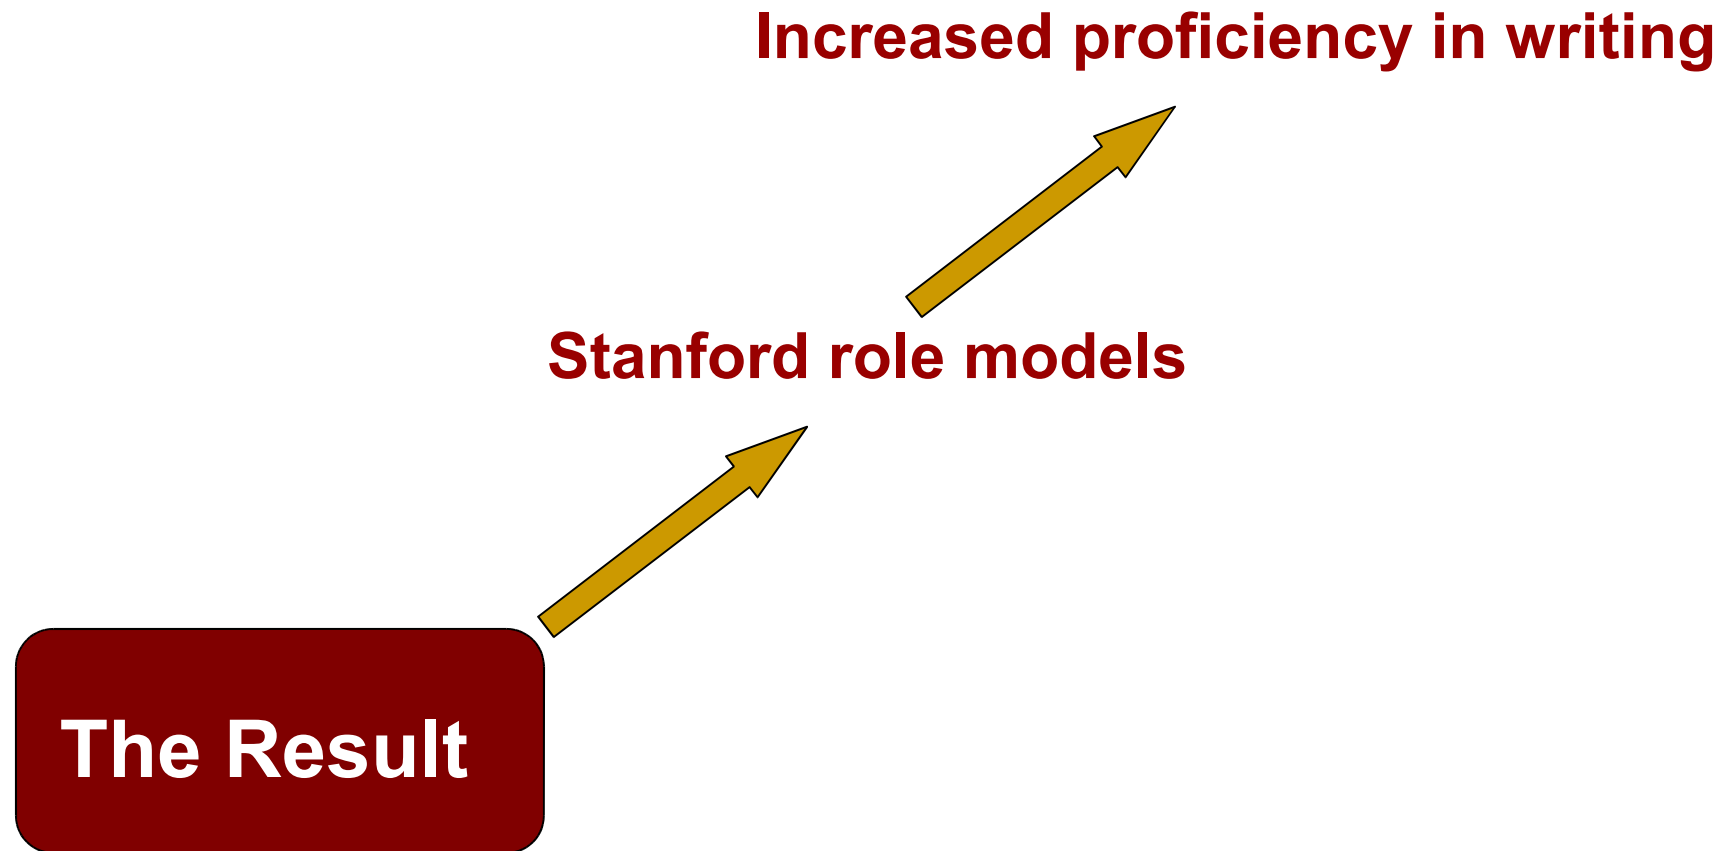 Increased proficiency in writing
Stanford role models
The Result